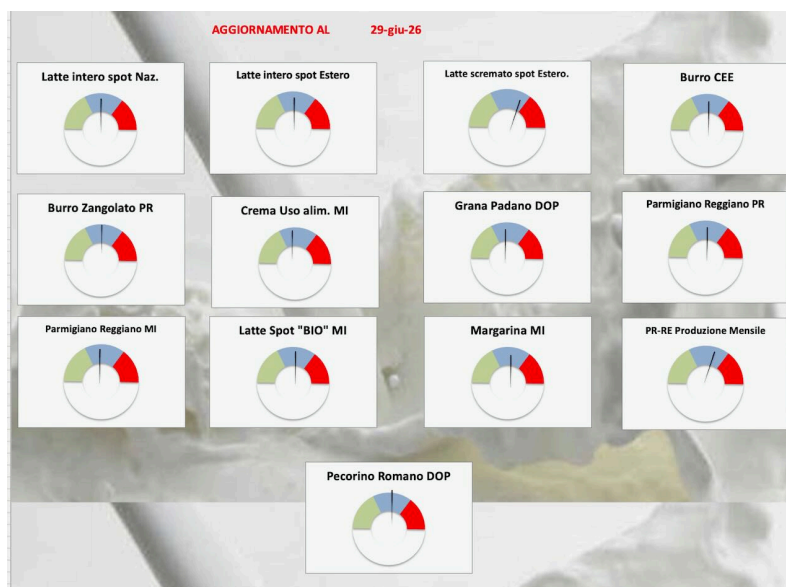 AGGIORNAMENTO AL 29-giu-26
Latte intero spot Naz.
Latte intero spot Estero
Latte scremato spot Estero.
Burro CEE
Burro Zangolato PR
Crema Uso alim. MI
Grana Padano DOP
Parmigiano Reggiano PR
Parmigiano Reggiano MI
Latte Spot "BIO" MI
Margarina MI
PR-RE Produzione Mensile
Pecorino Romano DOP